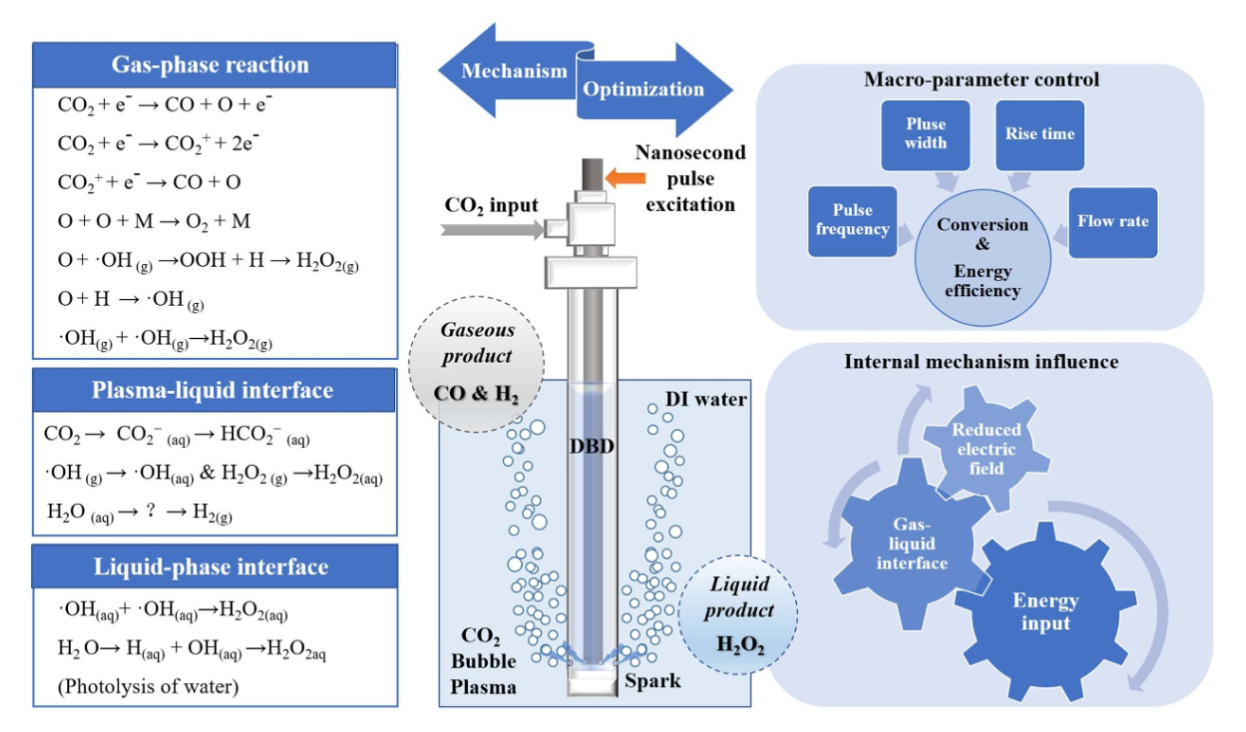 Gas-phase reaction
CO₂ + e⁻ → CO + O + e⁻
CO₂ + e⁻ → CO₂⁺ + 2e⁻
CO₂⁺ + e⁻ → CO + O
O + O + M → O₂ + M
O + ·OH (g) →OOH + H → H₂O₂(g)
O + H → ·OH (g)
·OH(g) + ·OH(g)→H₂O₂(g)
Plasma-liquid interface
CO₂ → CO₂⁻ (aq) → HCO₂⁻ (aq)
·OH (g) → ·OH(aq) & H₂O₂ (g) →H₂O₂(aq)
H₂O (aq) → ? → H₂(g)
Liquid-phase interface
·OH(aq)+ ·OH(aq)→H₂O₂(aq)
H₂ O→ H(aq) + OH(aq) →H₂O₂aq
(Photolysis of water)
Mechanism
Optimization
Nanosecond
pulse
excitation
CO₂ input
Gaseous
product
CO & H₂
DI water
DBD
Liquid
product
H₂O₂
CO₂
Bubble
Plasma
Spark
Macro-parameter control
Pluse
width
Rise time
Pulse
frequency
Flow rate
Conversion
&
Energy
efficiency
Internal mechanism influence
Reduced
electric
field
Gas-
liquid
interface
Energy
input